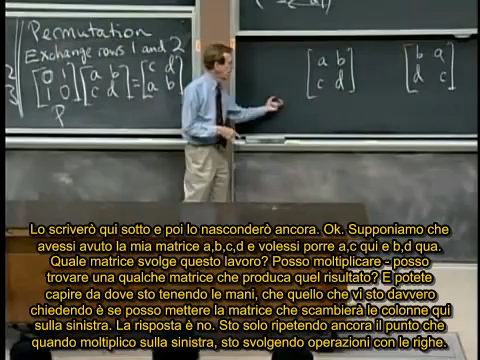 Permutation
Exchange rows 1 and 2
[0 1] [a b] = [c d]
[1 0] [c d] [a b]
P
[a b] [b a]
[c d] [d c]
Lo scriverò qui sotto e poi lo nasconderò ancora. Ok. Supponiamo che
avessi avuto la mia matrice a,b,c,d e volessi porre a,c qui e b,d qua.
Quale matrice svolge questo lavoro? Posso moltiplicare - posso
trovare una qualche matrice che produca quel risultato? E potete
capire da dove sto tenendo le mani, che quello che vi sto davvero
chiedendo è se posso mettere la matrice che scambierà le colonne qui
sulla sinistra. La risposta è no. Sto solo ripetendo ancora il punto che
quando moltiplico sulla sinistra, sto svolgendo operazioni con le righe.